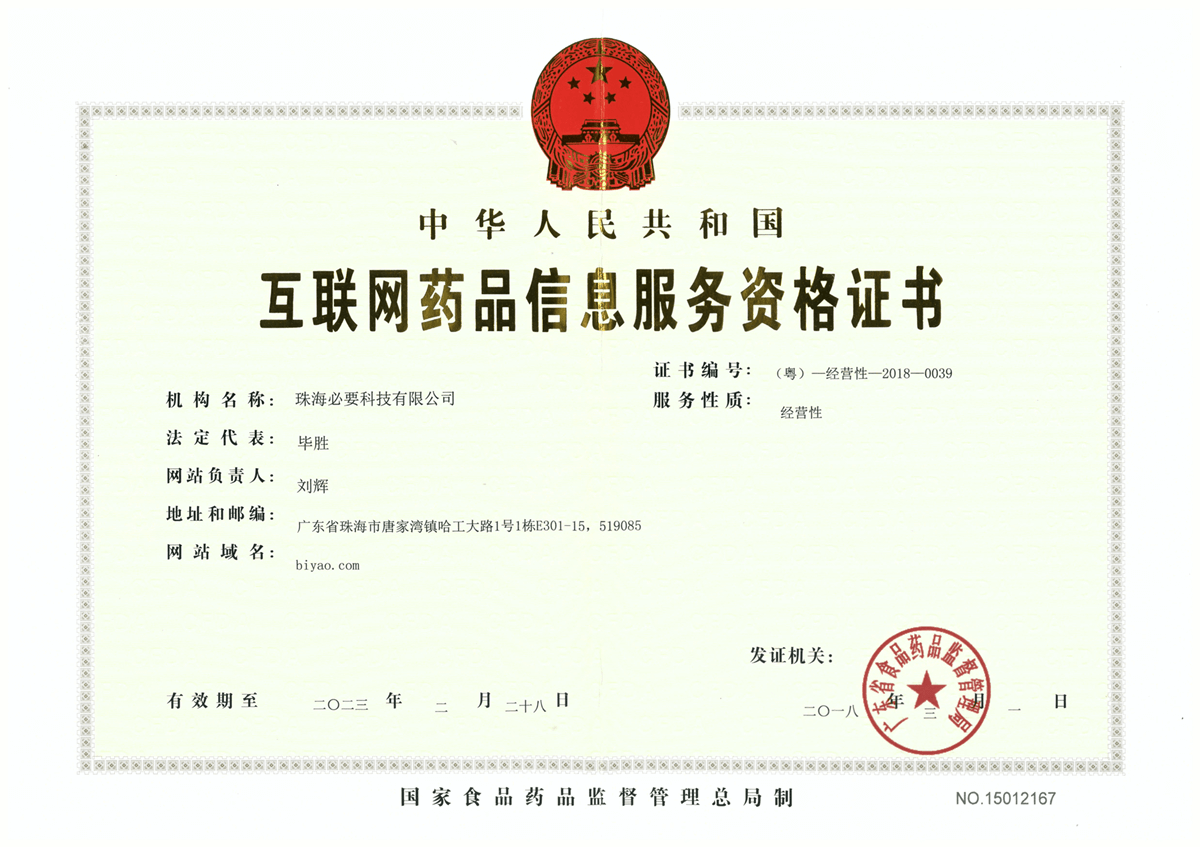 中华人民共和国
互联网药品信息服务资格证书
证书编号： （粤）—经营性—2018—0039
机构名称： 珠海必要科技有限公司
服务性质： 经营性
法定代表： 毕胜
网站负责人： 刘辉
地址和邮编： 广东省珠海市唐家湾镇哈工大路1号1栋E301-15，519085
网站域名： biyao.com
发证机关：
广东省食品药品监督管理局
有效期至 二〇二三 年 二 月 二十八 日
二〇一八 年 三 月 一 日
国家食品药品监督管理总局制
NO.15012167